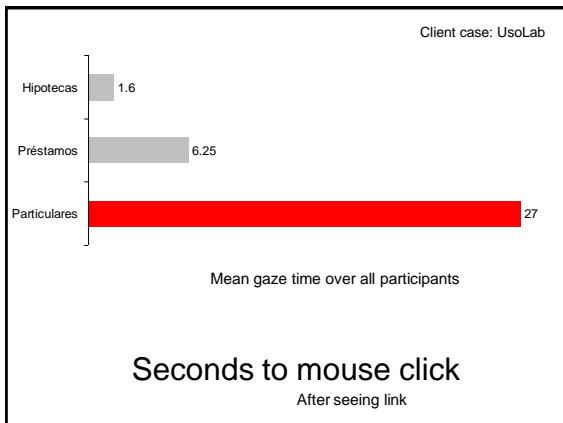 Client case: UsoLab
Hipotecas 1.6
Préstamos 6.25
Particulares 27
Mean gaze time over all participants
Seconds to mouse click
After seeing link